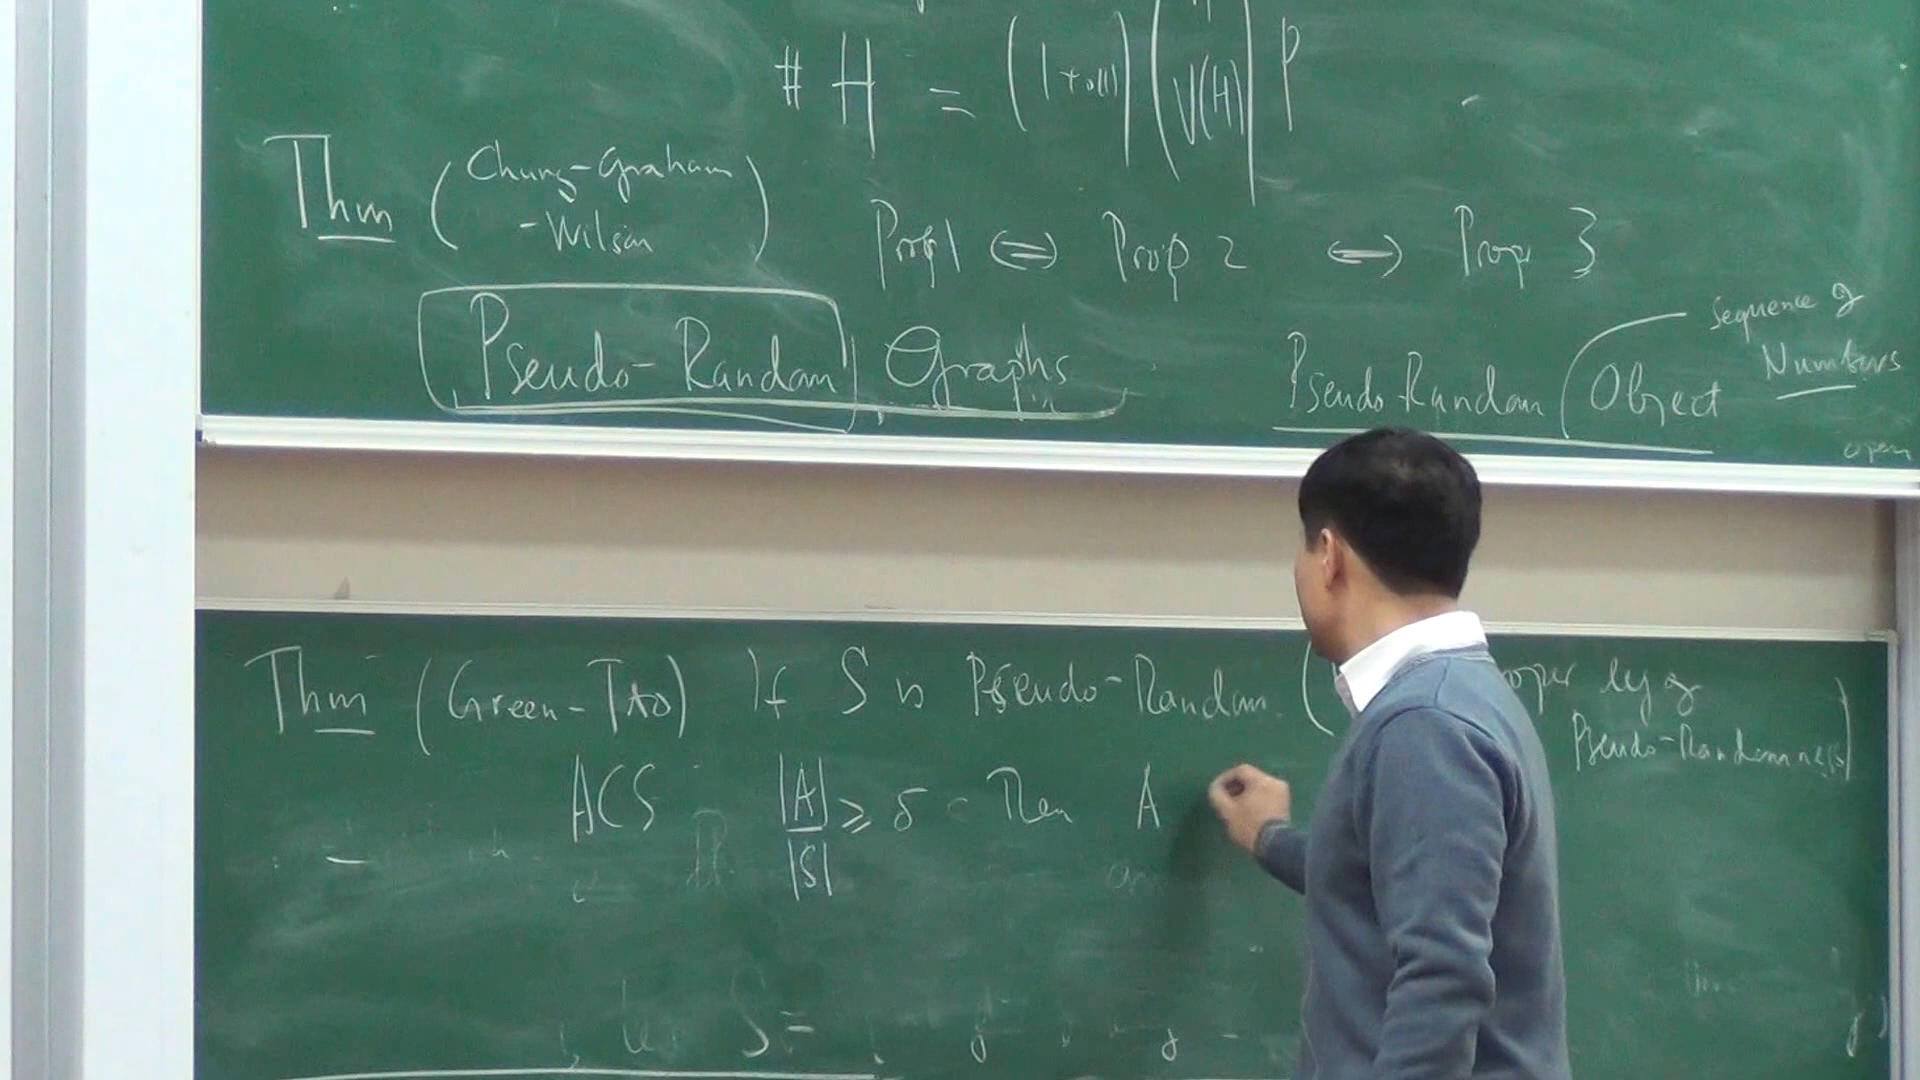 # H = (1+o(1)) (V(H)) P
Thm (Chung-Graham
-Wilson) Prop 1 ⇔ Prop 2 ⇔ Prop 3
Pseudo-Random Graphs Pseudo-Random Object
Sequence of
Numbers
open
Thm (Green-Tao) If S is Pseudo-Random (
Pseudo-Randomness)
A⊂S |A|/|S| ≥ δ Then A
S =